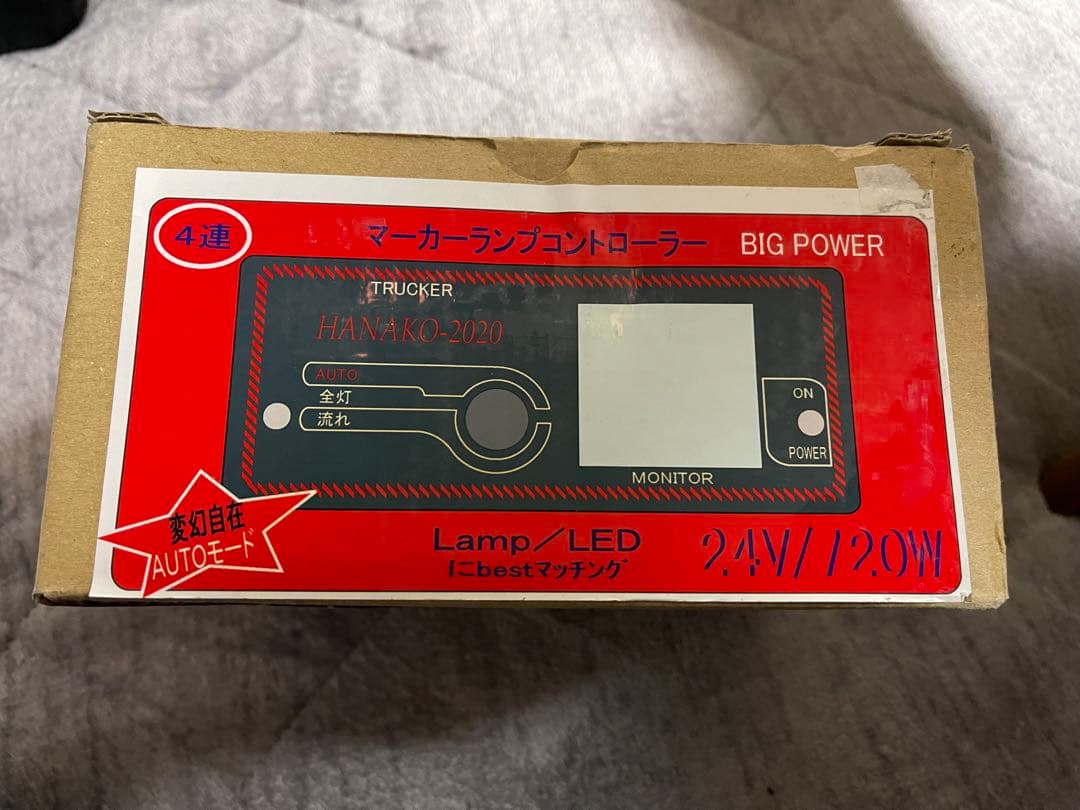 4連
マーカーランプコントローラー BIG POWER
TRUCKER
HANAKO-2020
AUTO
全灯
流れ
ON
POWER
MONITOR
変幻自在
AUTOモード
Lamp/LED
にbestマッチング
24V/120W